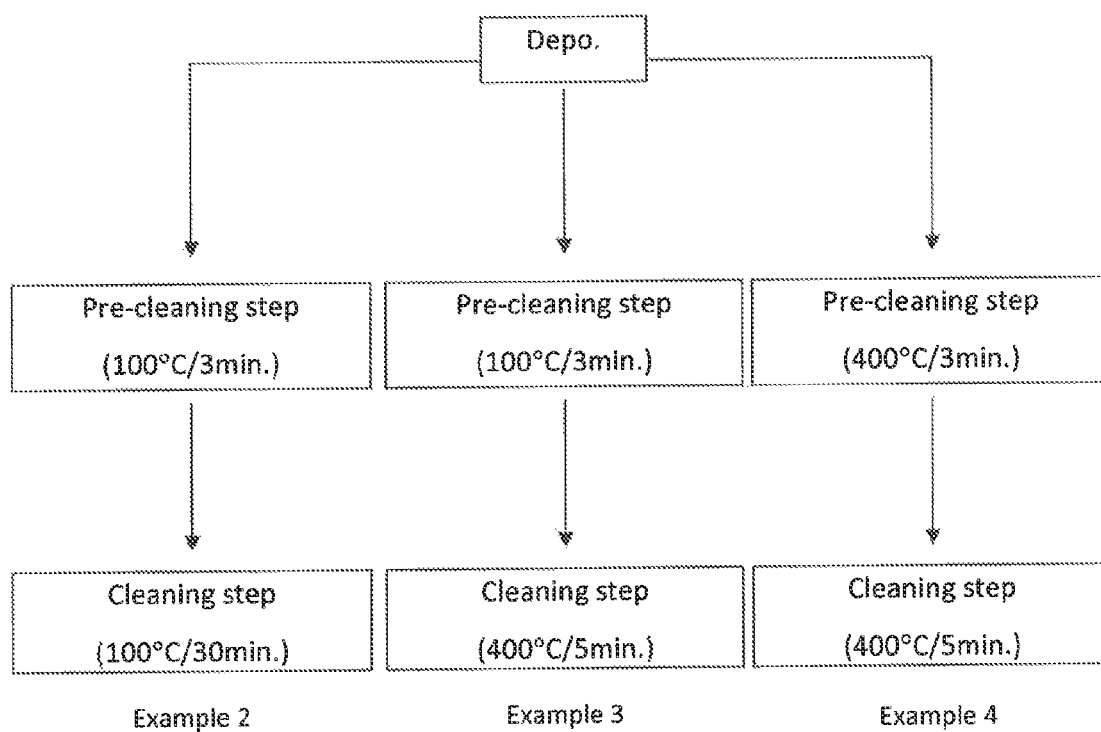 Depo.
Pre-cleaning step
(100°C/3min.)
Pre-cleaning step
(100°C/3min.)
Pre-cleaning step
(400°C/3min.)
Cleaning step
(100°C/30min.)
Cleaning step
(400°C/5min.)
Cleaning step
(400°C/5min.)
Example 2
Example 3
Example 4